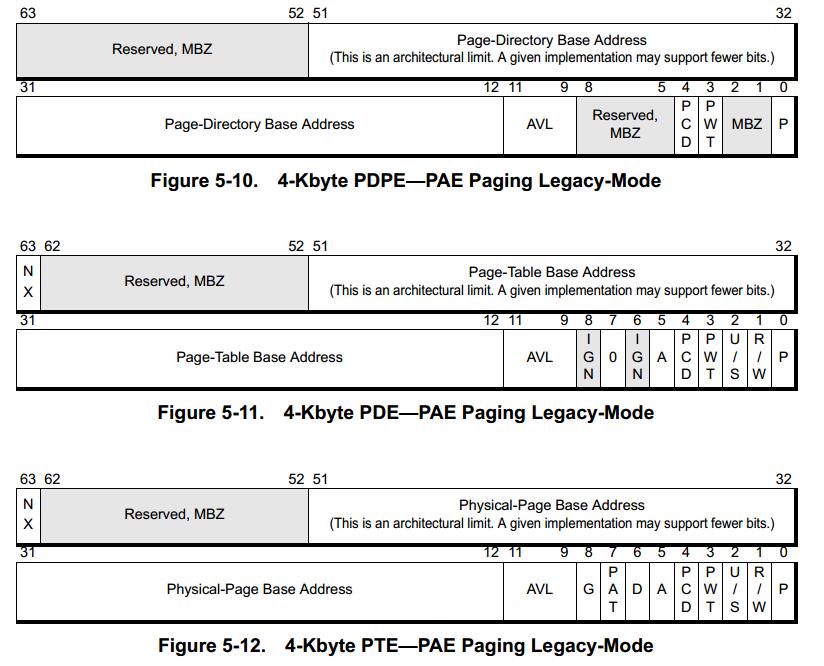 63 52 51 32
Reserved, MBZ
Page-Directory Base Address
(This is an architectural limit. A given implementation may support fewer bits.)
31 12 11 9 8 5 4 3 2 1 0
Page-Directory Base Address
AVL
Reserved,
MBZ
PCD
PWT
MBZ
P
Figure 5-10. 4-Kbyte PDPE—PAE Paging Legacy-Mode
63 62 52 51 32
NX
Reserved, MBZ
Page-Table Base Address
(This is an architectural limit. A given implementation may support fewer bits.)
31 12 11 9 8 7 6 5 4 3 2 1 0
Page-Table Base Address
AVL
IGN
0
IGN
A
PCD
PWT
U/S
R/W
P
Figure 5-11. 4-Kbyte PDE—PAE Paging Legacy-Mode
63 62 52 51 32
NX
Reserved, MBZ
Physical-Page Base Address
(This is an architectural limit. A given implementation may support fewer bits.)
31 12 11 9 8 7 6 5 4 3 2 1 0
Physical-Page Base Address
AVL
G
PAT
D
A
PCD
PWT
U/S
R/W
P
Figure 5-12. 4-Kbyte PTE—PAE Paging Legacy-Mode